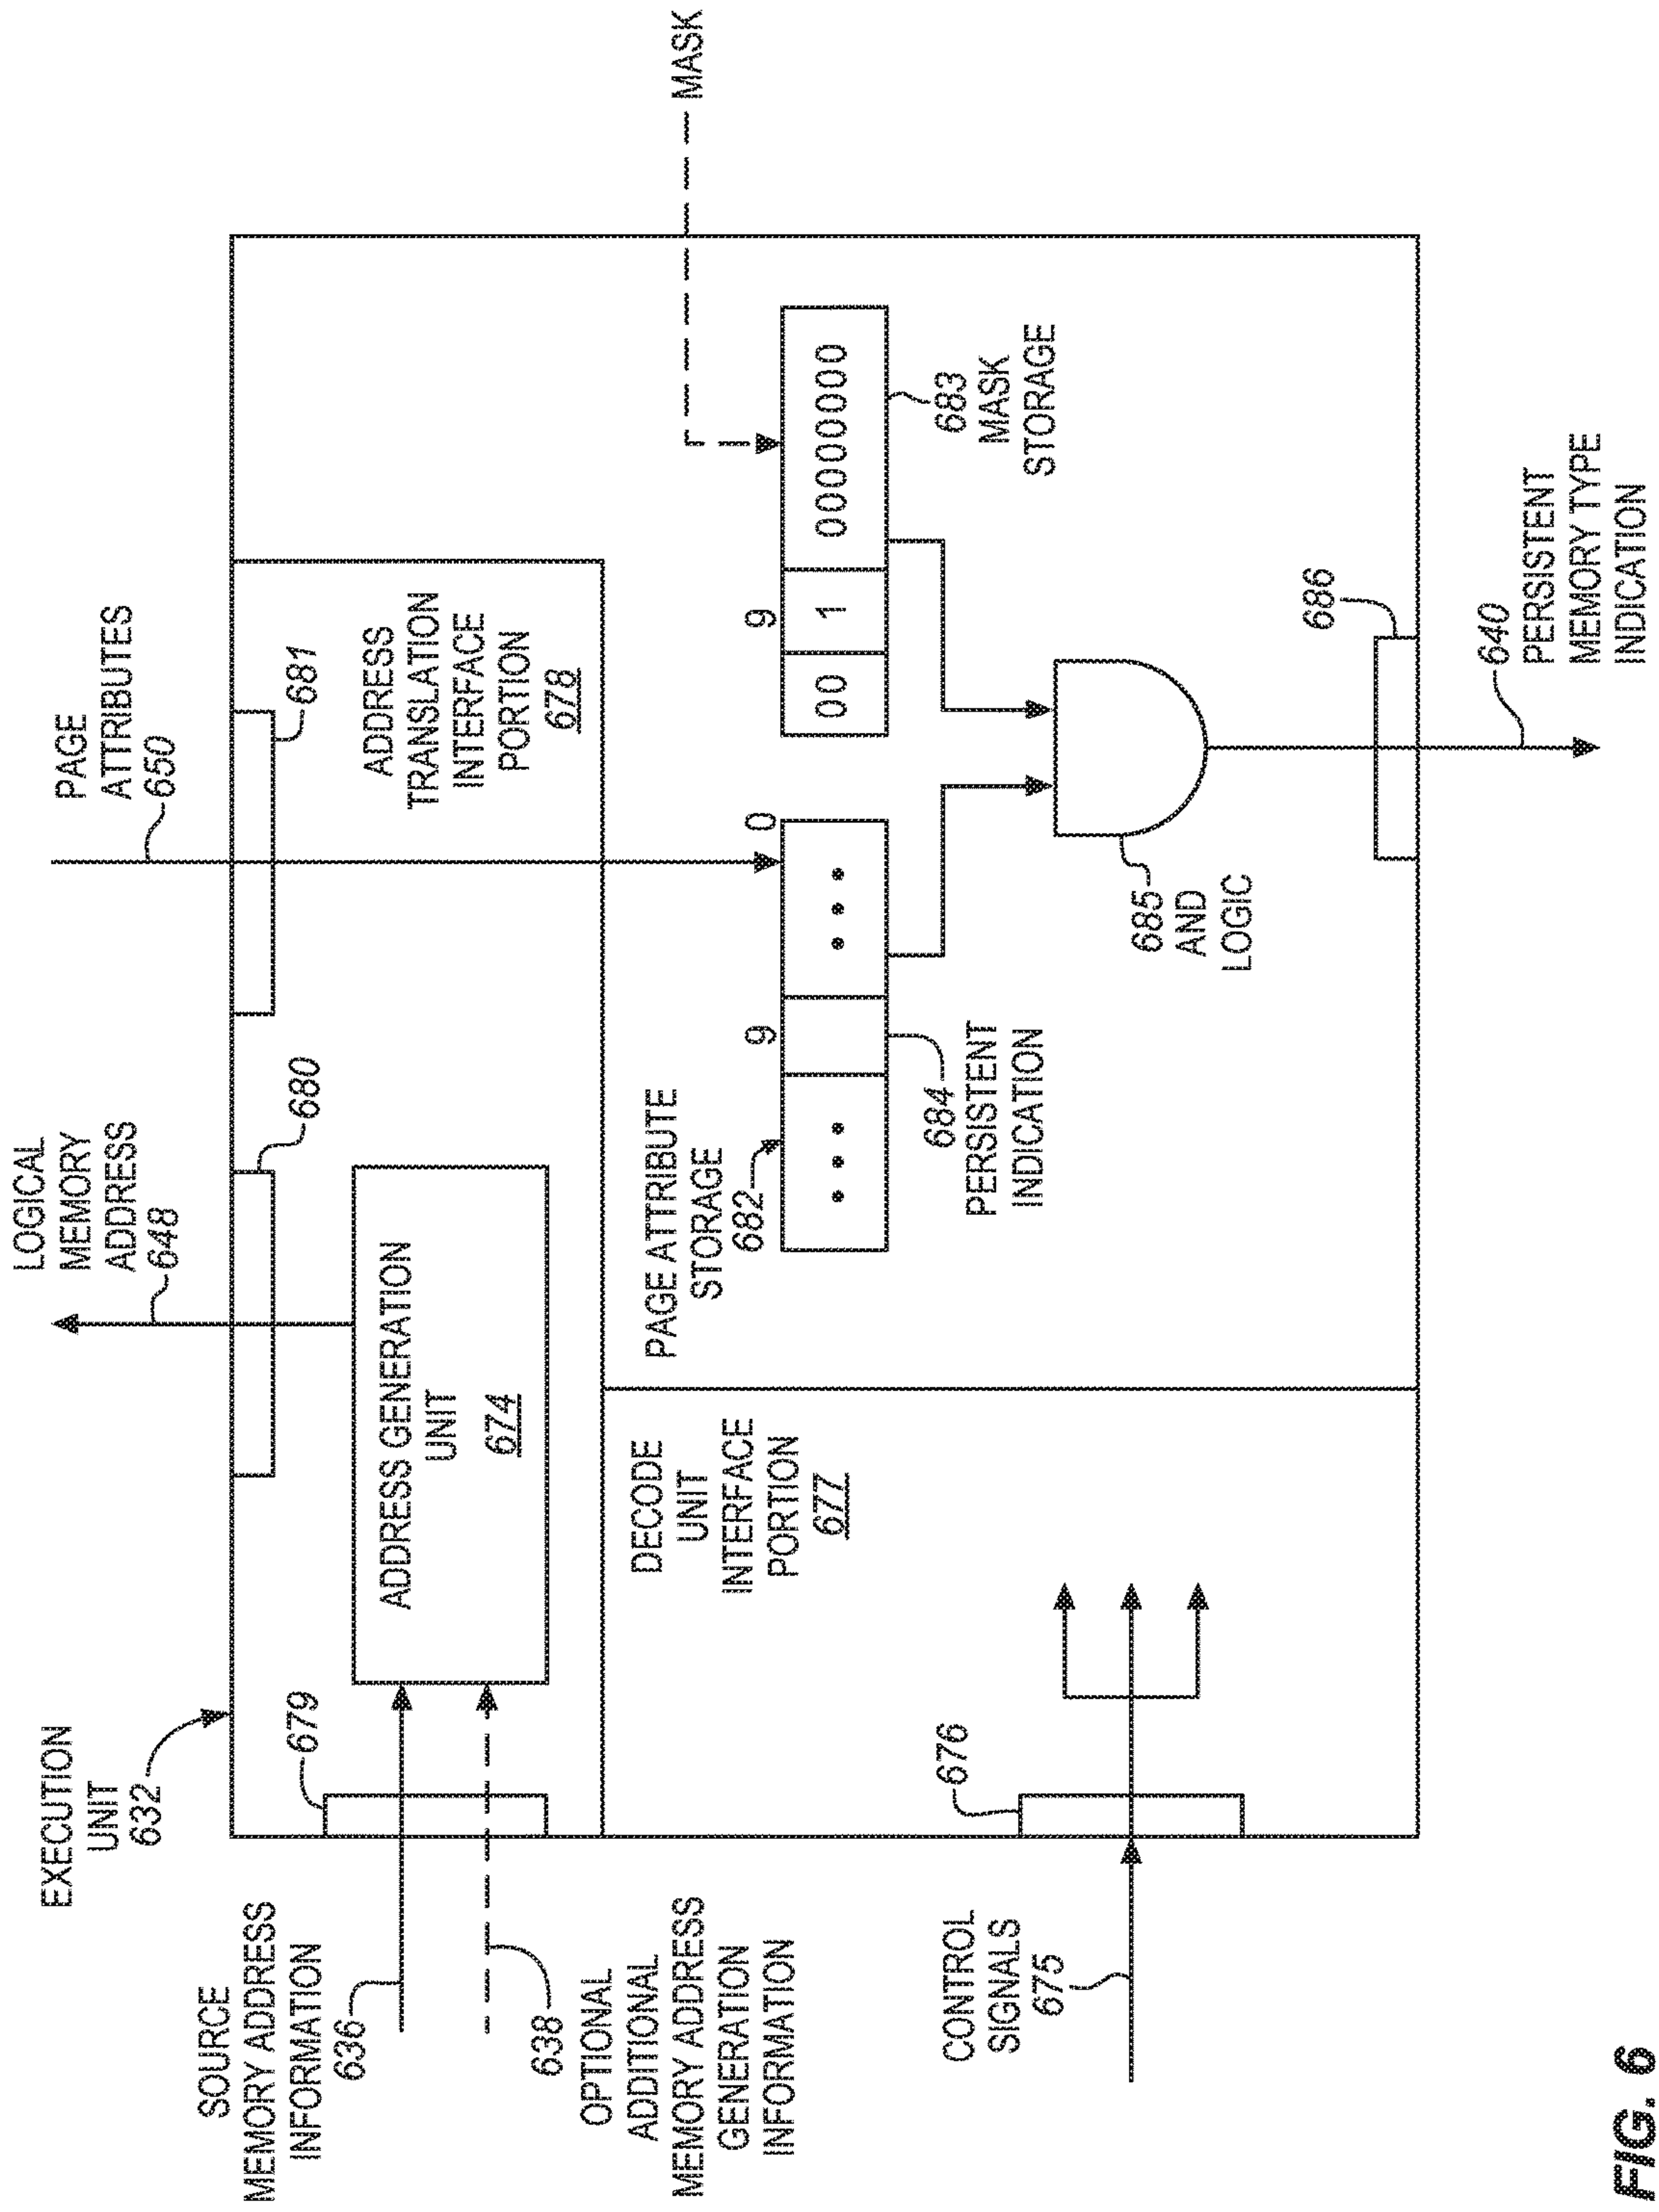 EXECUTION
UNIT
632
LOGICAL
MEMORY
ADDRESS
648
PAGE
ATTRIBUTES
650
SOURCE
MEMORY ADDRESS
INFORMATION
636
679
680
681
ADDRESS GENERATION
UNIT
674
ADDRESS
TRANSLATION
INTERFACE
PORTION
678
638
OPTIONAL
ADDITIONAL
MEMORY ADDRESS
GENERATION
INFORMATION
DECODE
UNIT
INTERFACE
PORTION
677
PAGE ATTRIBUTE
STORAGE
682
9
0
684
PERSISTENT
INDICATION
MASK
9
00
1
00000000
683
MASK
STORAGE
CONTROL
SIGNALS
675
676
685
AND
LOGIC
686
640
PERSISTENT
MEMORY TYPE
INDICATION
FIG. 6